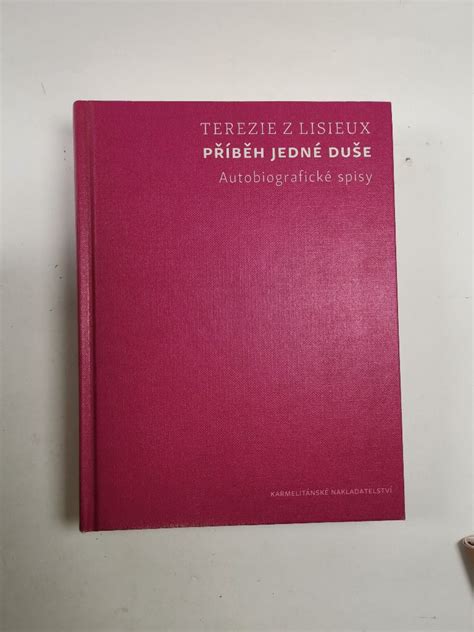 TEREZIE Z LISIEUX
PŘÍBĚH JEDNÉ DUŠE
Autobiografické spisy
KARMELITÁNSKÉ NAKLADATELSTVÍ